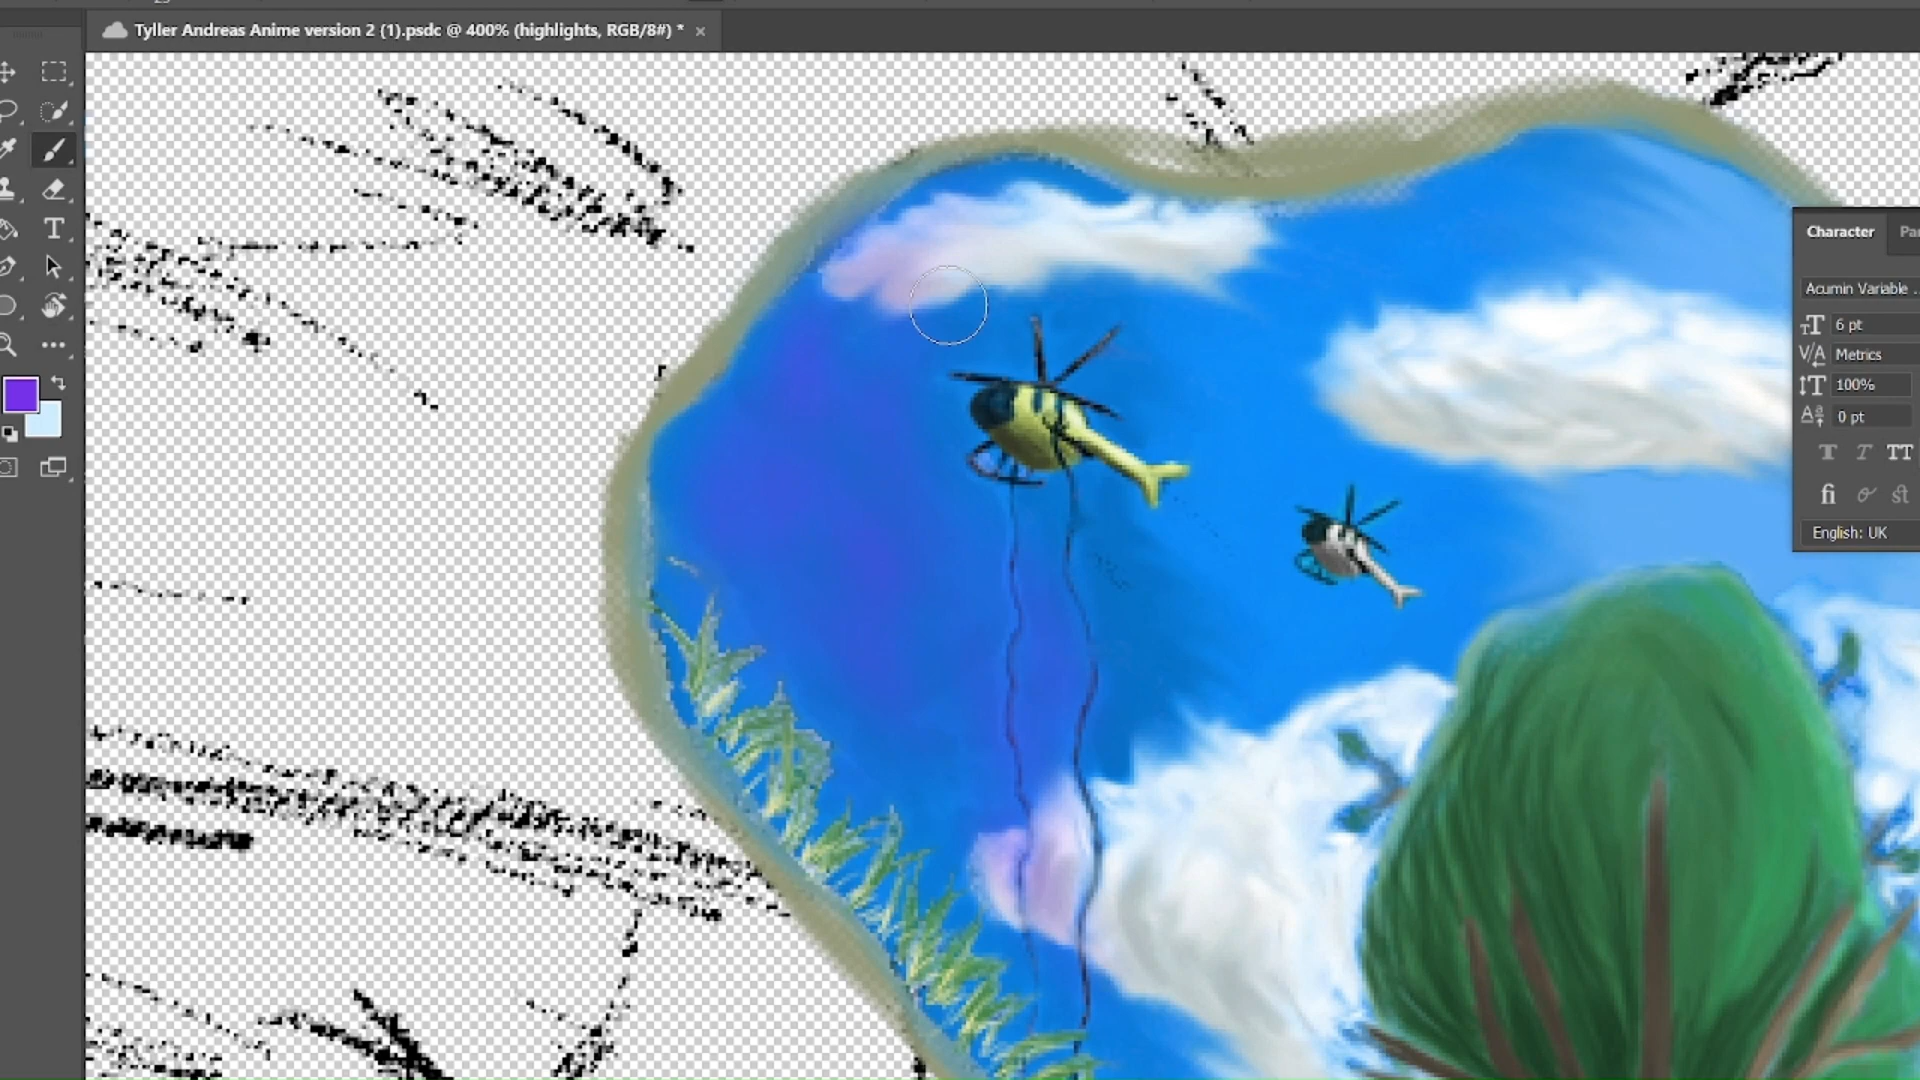 Tyller Andreas Anime version 2 (1).psdc @ 400% (highlights, RGB/8#) *
Character
Acumin Variable ...
6 pt
Metrics
100%
0 pt
English: UK